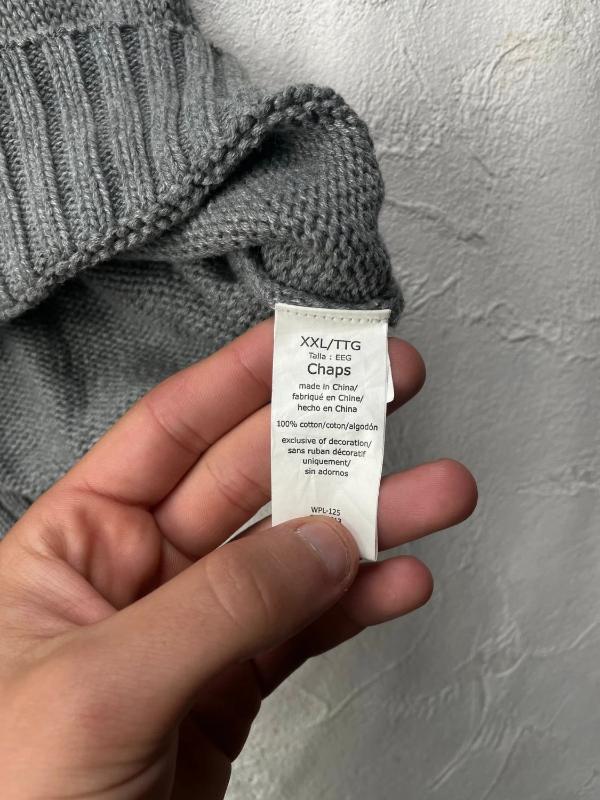 XXL/TTG
Talla : EEG
Chaps
made in China/
fabriqué en Chine/
hecho en China
100% cotton/coton/algodón
exclusive of decoration/
sans ruban décoratif
uniquement/
sin adornos
WPL-125